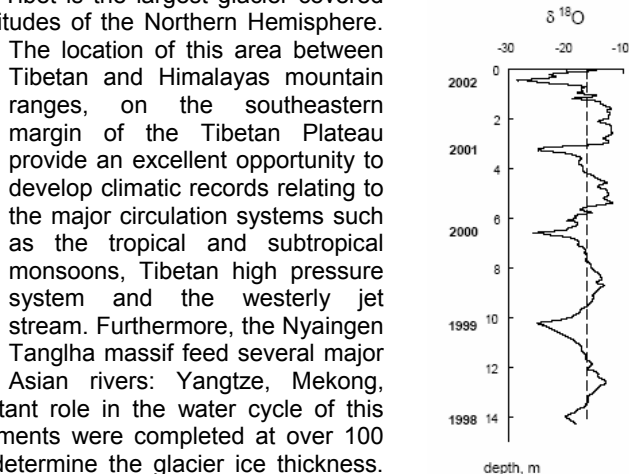 Tibet is the largest glacier covered
itudes of the Northern Hemisphere.
The location of this area between
Tibetan and Himalayas mountain
ranges, on the southeastern
margin of the Tibetan Plateau
provide an excellent opportunity to
develop climatic records relating to
the major circulation systems such
as the tropical and subtropical
monsoons, Tibetan high pressure
system and the westerly jet
stream. Furthermore, the Nyaingen
Tanglha massif feed several major
Asian rivers: Yangtze, Mekong,
tant role in the water cycle of this
ments were completed at over 100
determine the glacier ice thickness.
δ 18O
-30 -20 -10
0
2002
2
2001
4
6
2000
8
1999 10
12
1998 14
depth, m